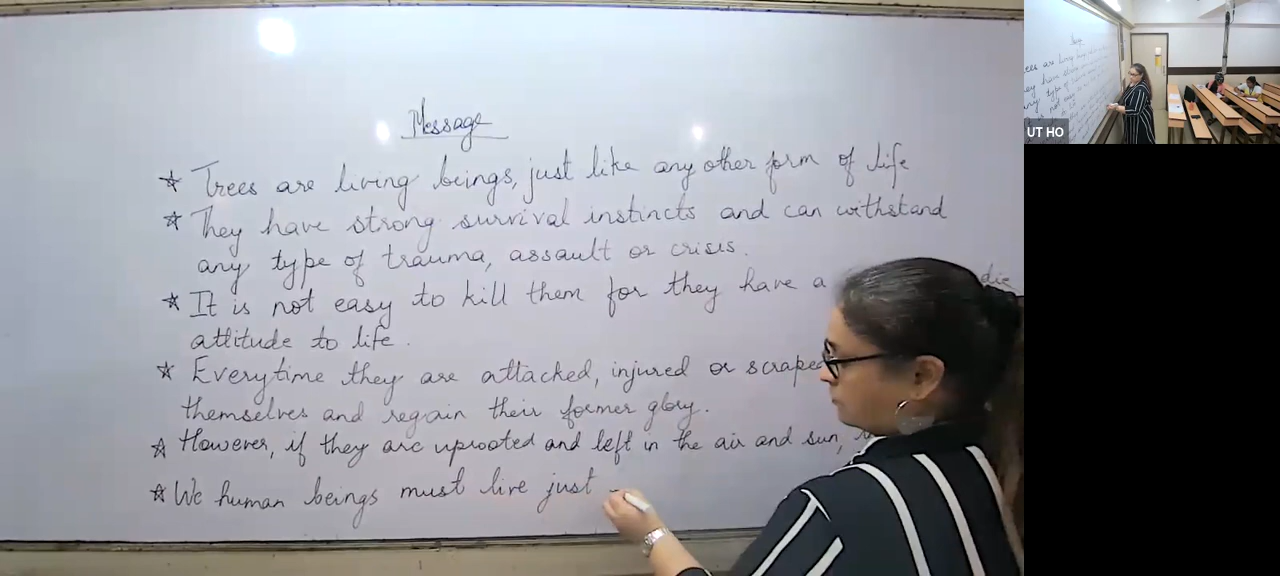 Message
☆ Trees are living beings, just like any other form of life
☆ They have strong survival instincts and can withstand
any type of trauma, assault or crisis.
☆ It is not easy to kill them for they have a die
attitude to life.
☆ Everytime they are attacked, injured or scraped
themselves and regain their former glory.
☆ However, if they are uprooted and left in the air and sun,
☆ We human beings must live just
UT HO